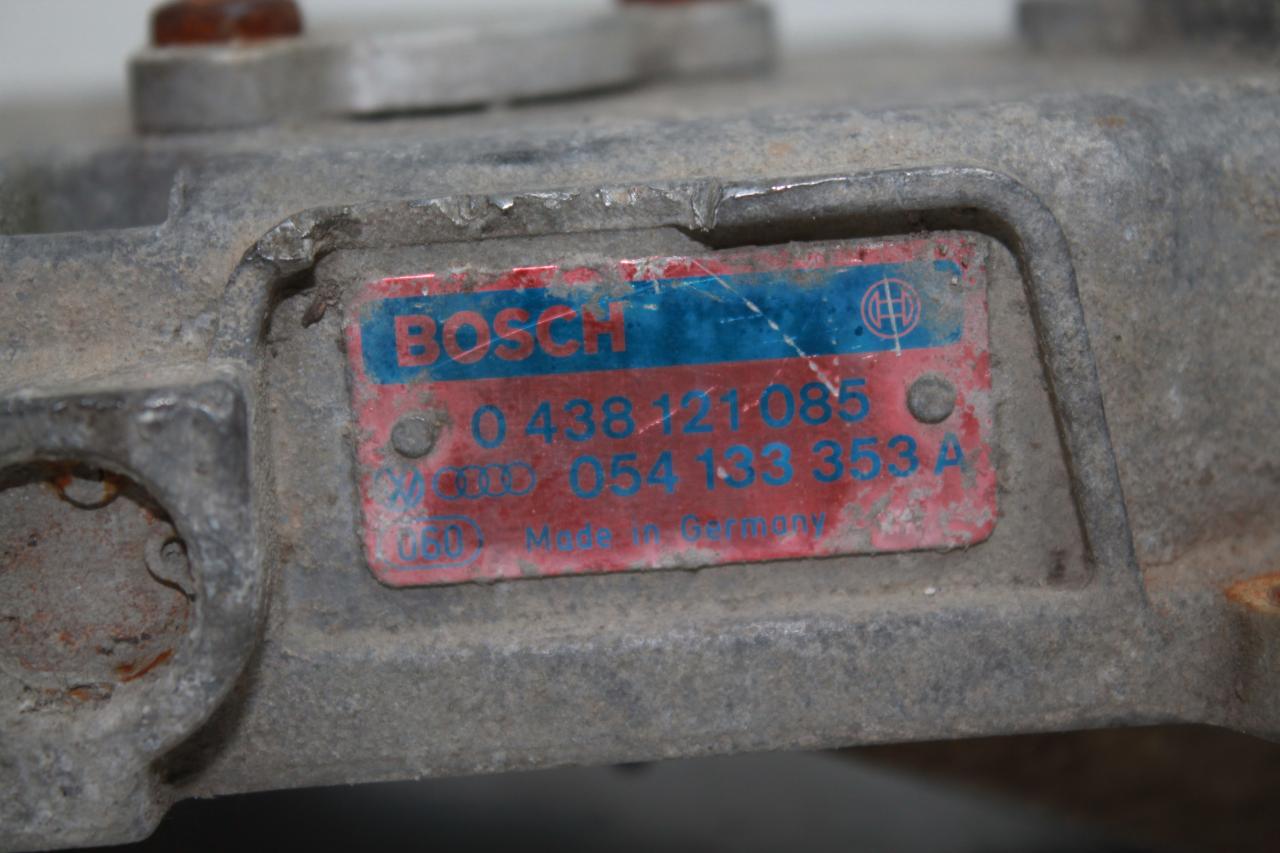 BOSCH
0 438 121 085
054 133 353 A
060 Made in Germany